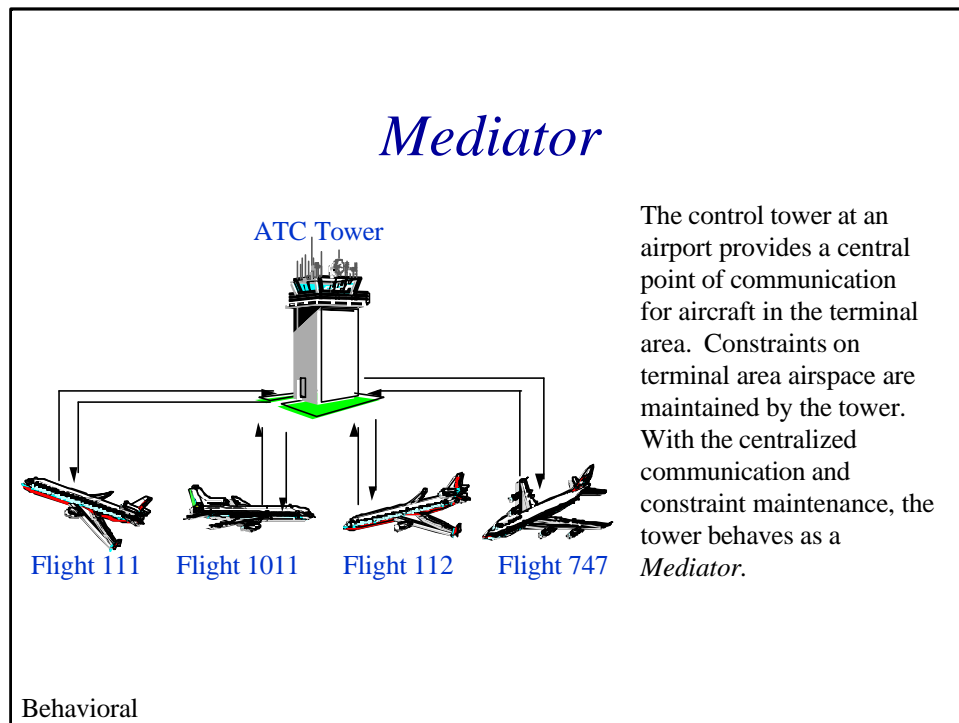 Mediator
ATC Tower
Flight 111
Flight 1011
Flight 112
Flight 747
The control tower at an
airport provides a central
point of communication
for aircraft in the terminal
area.  Constraints on
terminal area airspace are
maintained by the tower.
With the centralized
communication and
constraint maintenance, the
tower behaves as a
Mediator.
Behavioral